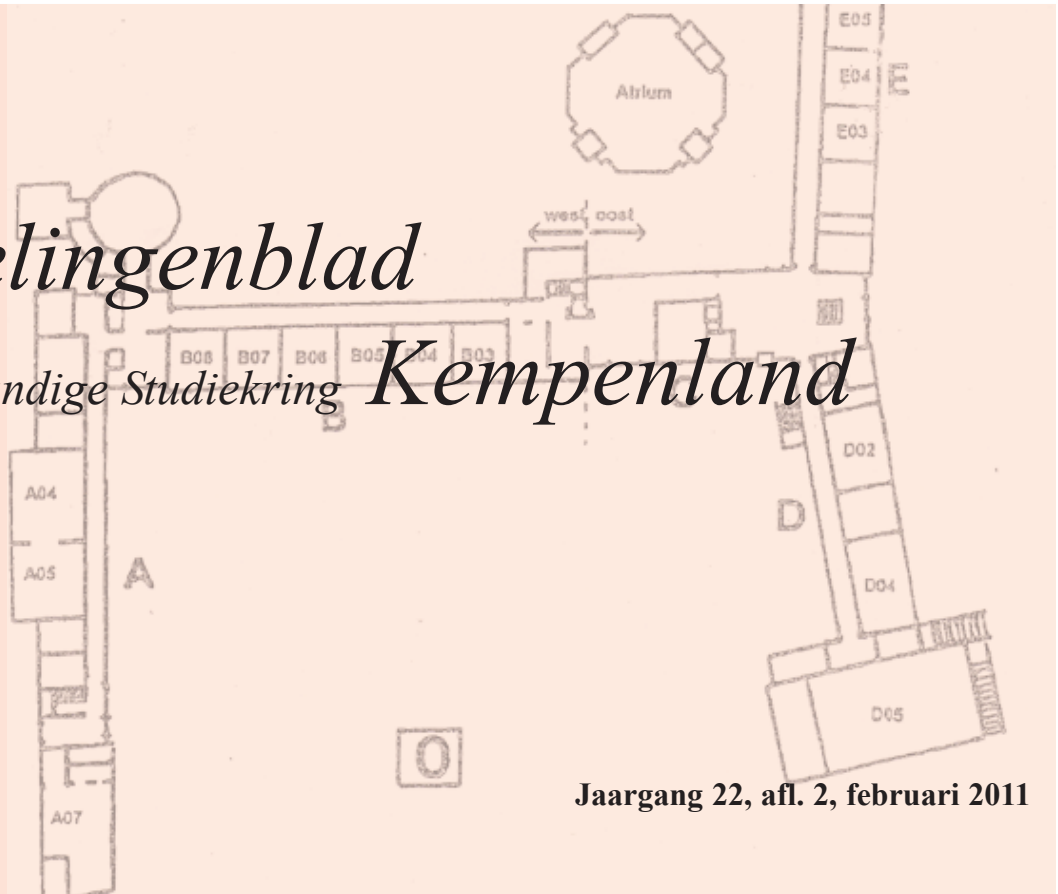 E05
E04
E
E03
Atrium
west oost
elingenblad
B08 B07 B06 B05 B04 B03
ndige Studiekring Kempenland
B
D02
A04
D
A05
A
D04
D05
O
Jaargang 22, afl. 2, februari 2011
A07